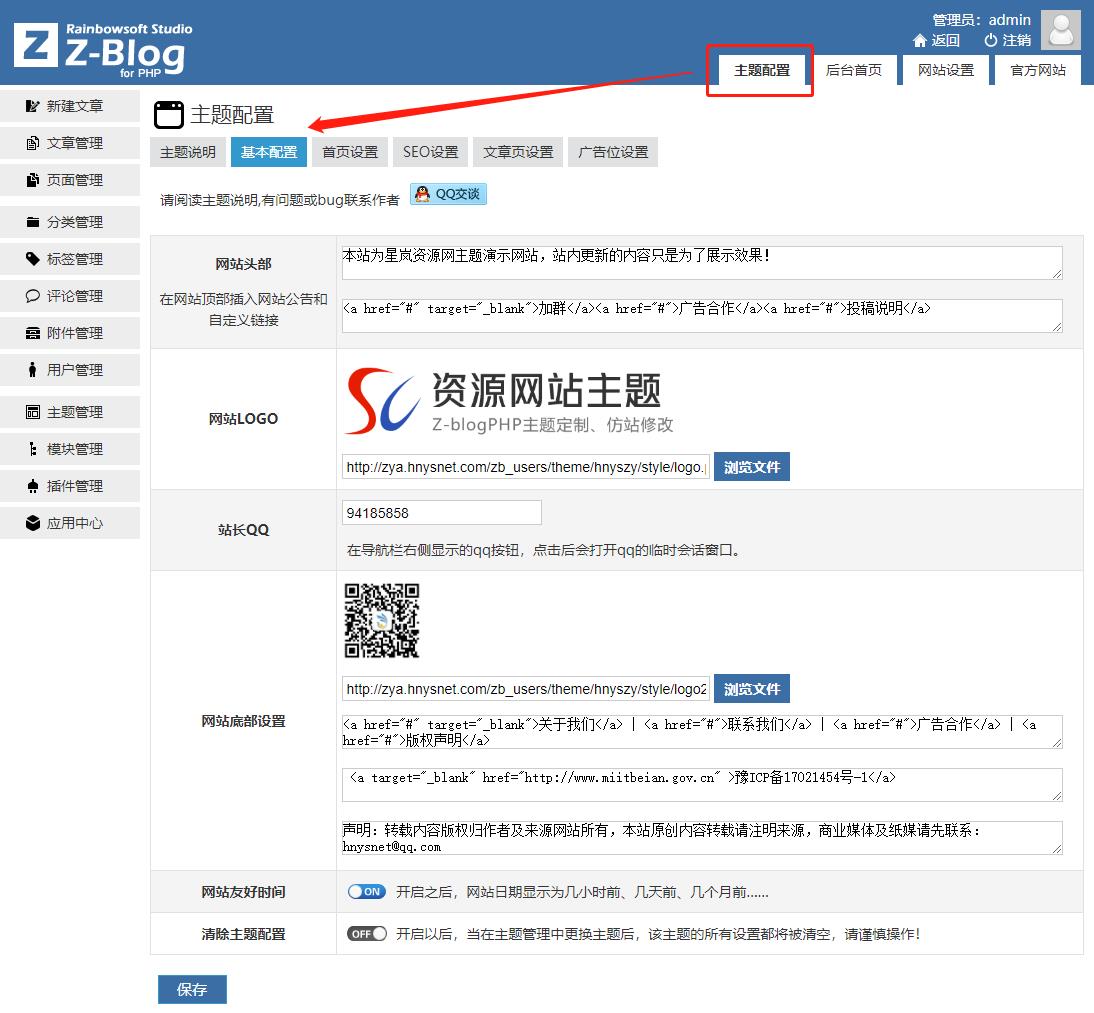 Rainbowsoft Studio
Z-Blog
for PHP
管理员：admin
返回 注销
主题配置 后台首页 网站设置 官方网站
新建文章
文章管理
页面管理
分类管理
标签管理
评论管理
附件管理
用户管理
主题管理
模块管理
插件管理
应用中心
主题配置
主题说明 基本配置 首页设置 SEO设置 文章页设置 广告位设置
请阅读主题说明,有问题或bug联系作者 QQ交谈
网站头部
在网站顶部插入网站公告和
自定义链接
本站为星岚资源网主题演示网站，站内更新的内容只是为了展示效果！
<a href="#" target="_blank">加群</a><a href="#">广告合作</a><a href="#">投稿说明</a>
网站LOGO
资源网站主题
Z-blogPHP主题定制、仿站修改
http://zya.hnysnet.com/zb_users/theme/hnyszy/style/logo.p 浏览文件
站长QQ
94185858
在导航栏右侧显示的qq按钮，点击后会打开qq的临时会话窗口。
网站底部设置
http://zya.hnysnet.com/zb_users/theme/hnyszy/style/logo2 浏览文件
<a href="#" target="_blank">关于我们</a> | <a href="#">联系我们</a> | <a href="#">广告合作</a> | <a
href="#">版权声明</a>
<a target="_blank" href="http://www.miitbeian.gov.cn" >豫ICP备17021454号-1</a>
声明：转载内容版权归作者及来源网站所有，本站原创内容转载请注明来源，商业媒体及纸媒请先联系：
hnysnet@qq.com
网站友好时间
ON 开启之后，网站日期显示为几小时前、几天前、几个月前......
清除主题配置
OFF 开启以后，当在主题管理中更换主题后，该主题的所有设置都将被清空，请谨慎操作！
保存